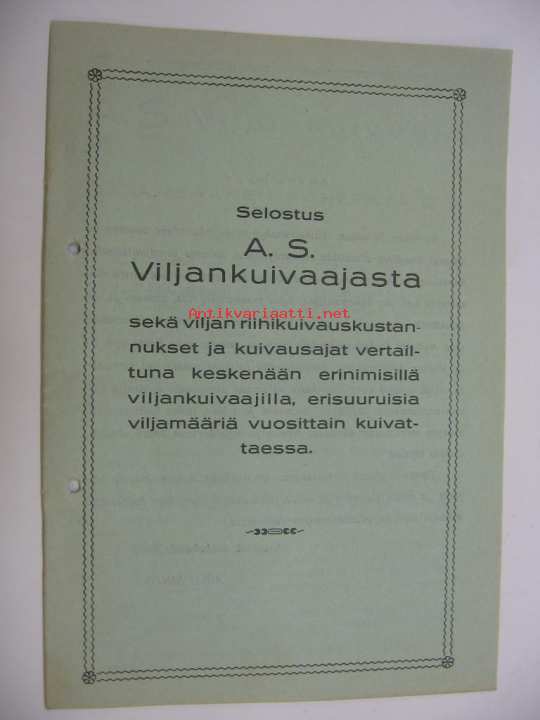 Selostus
A. S.
Viljankuivaajasta
Antikvariaatti.net
sekä viljan riihikuivauskustan-
nukset ja kuivausajat vertail-
tuna keskenään erinimisillä
viljankuivaajilla, erisuuruisia
viljamääriä vuosittain kuivat-
taessa.